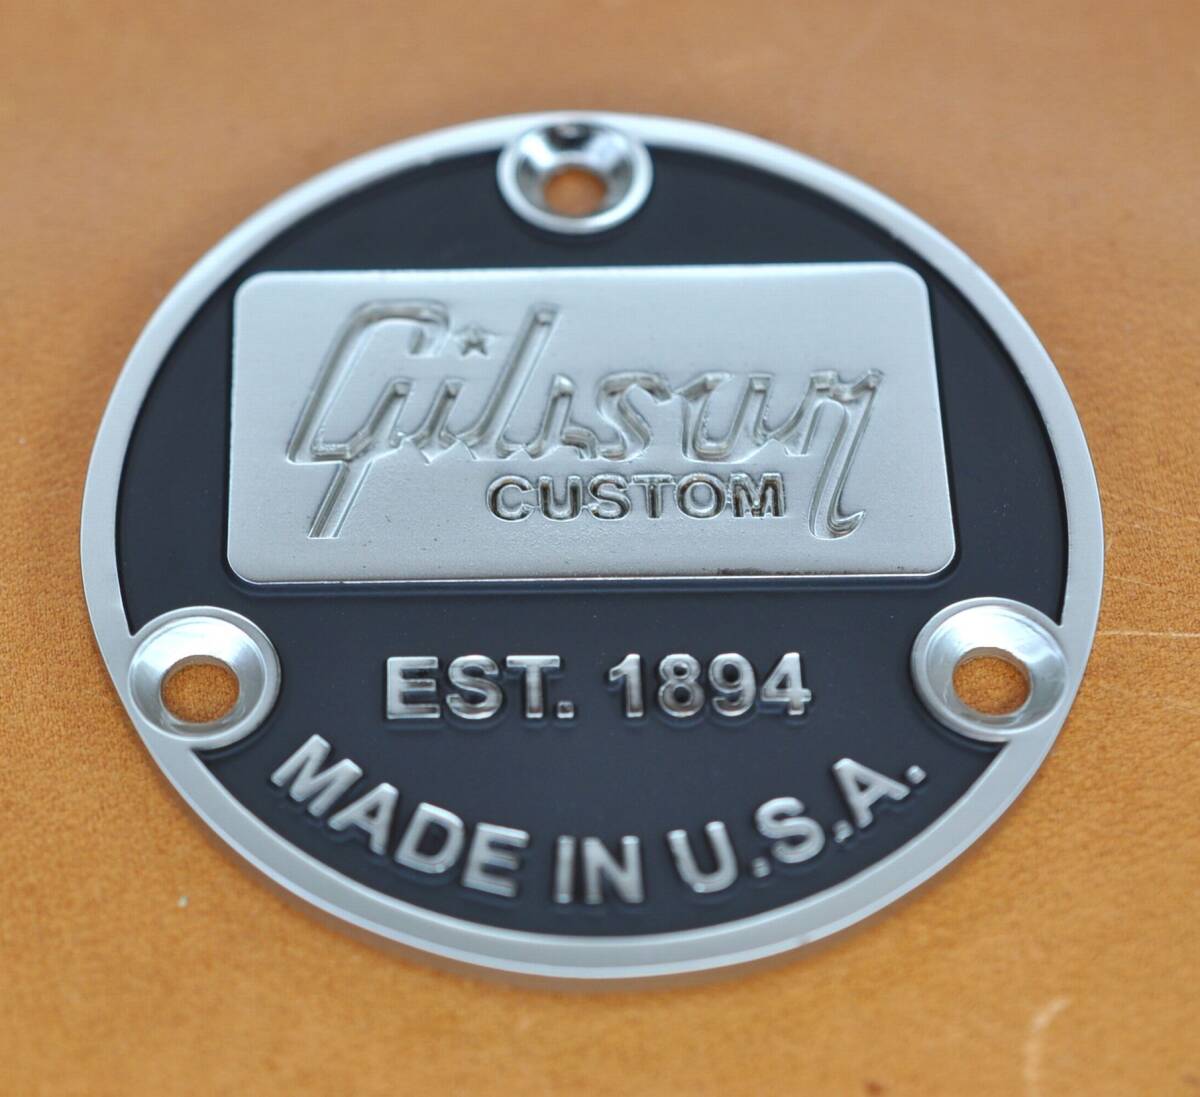 Gibson
CUSTOM
EST. 1894
MADE IN U.S.A.